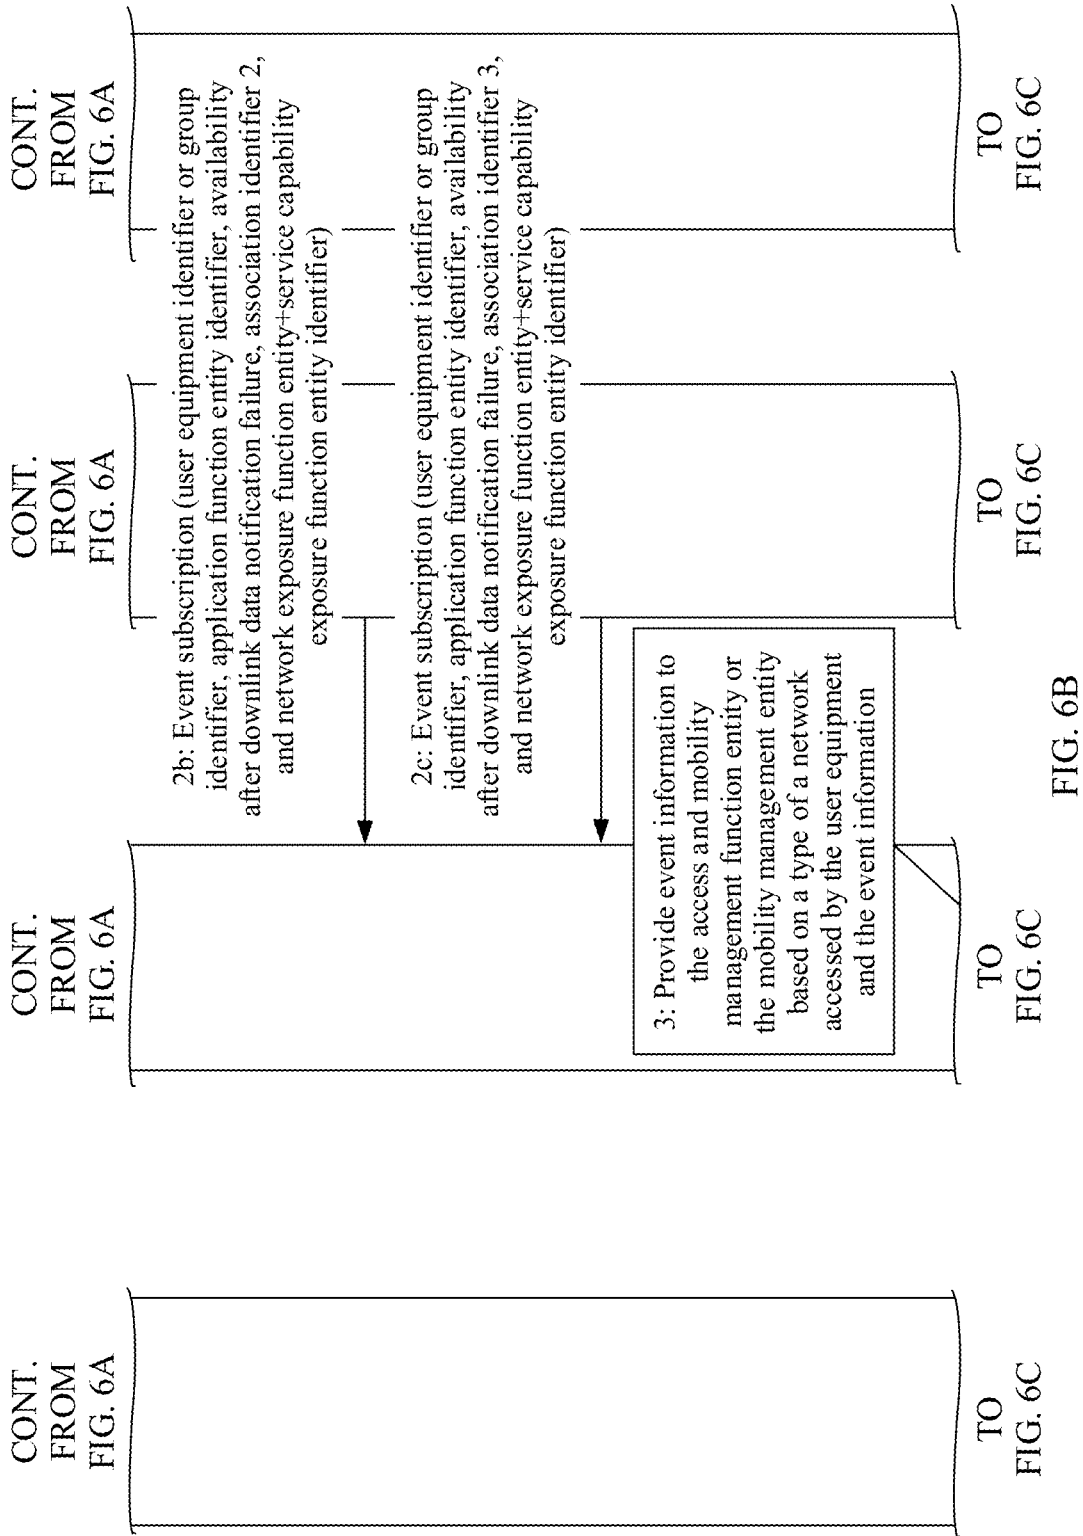 CONT.
FROM
FIG. 6A
CONT.
FROM
FIG. 6A
CONT.
FROM
FIG. 6A
CONT.
FROM
FIG. 6A
2b: Event subscription (user equipment identifier or group
identifier, application function entity identifier, availability
after downlink data notification failure, association identifier 2,
and network exposure function entity+service capability
exposure function entity identifier)
2c: Event subscription (user equipment identifier or group
identifier, application function entity identifier, availability
after downlink data notification failure, association identifier 3,
and network exposure function entity+service capability
exposure function entity identifier)
3: Provide event information to
the access and mobility
management function entity or
the mobility management entity
based on a type of a network
accessed by the user equipment
and the event information
TO
FIG. 6C
TO
FIG. 6C
TO
FIG. 6C
TO
FIG. 6C
FIG. 6B